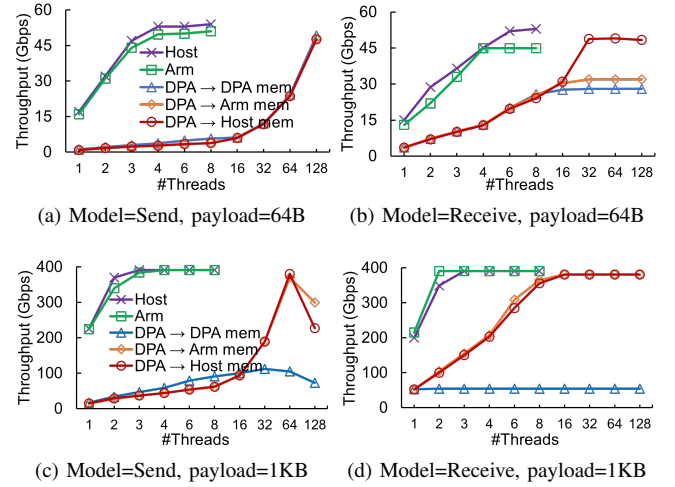 Throughput (Gbps)
60
45
30
15
0
Host
Arm
DPA → DPA mem
DPA → Arm mem
DPA → Host mem
1 2 3 4 6 8 16 32 64 128
#Threads
(a) Model=Send, payload=64B
Throughput (Gbps)
60
45
30
15
0
1 2 3 4 6 8 16 32 64 128
#Threads
(b) Model=Receive, payload=64B
Throughput (Gbps)
400
300
200
100
0
Host
Arm
DPA → DPA mem
DPA → Arm mem
DPA → Host mem
1 2 3 4 6 8 16 32 64 128
#Threads
(c) Model=Send, payload=1KB
Throughput (Gbps)
400
300
200
100
0
1 2 3 4 6 8 16 32 64 128
#Threads
(d) Model=Receive, payload=1KB